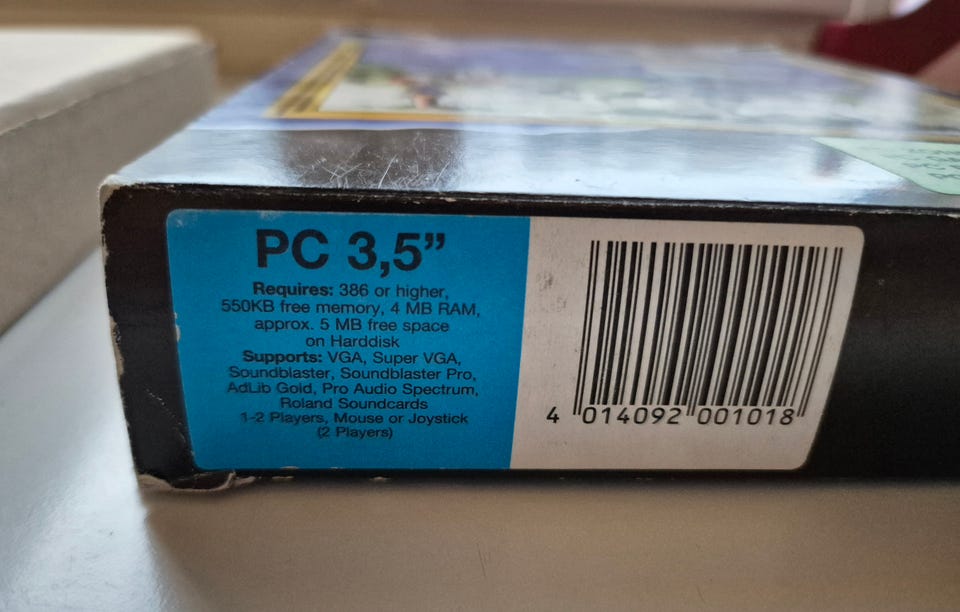 PC 3,5”
Requires: 386 or higher,
550KB free memory, 4 MB RAM,
approx. 5 MB free space
on Harddisk
Supports: VGA, Super VGA,
Soundblaster, Soundblaster Pro,
AdLib Gold, Pro Audio Spectrum,
Roland Soundcards
1-2 Players, Mouse or Joystick
(2 Players)
4 014092 001018